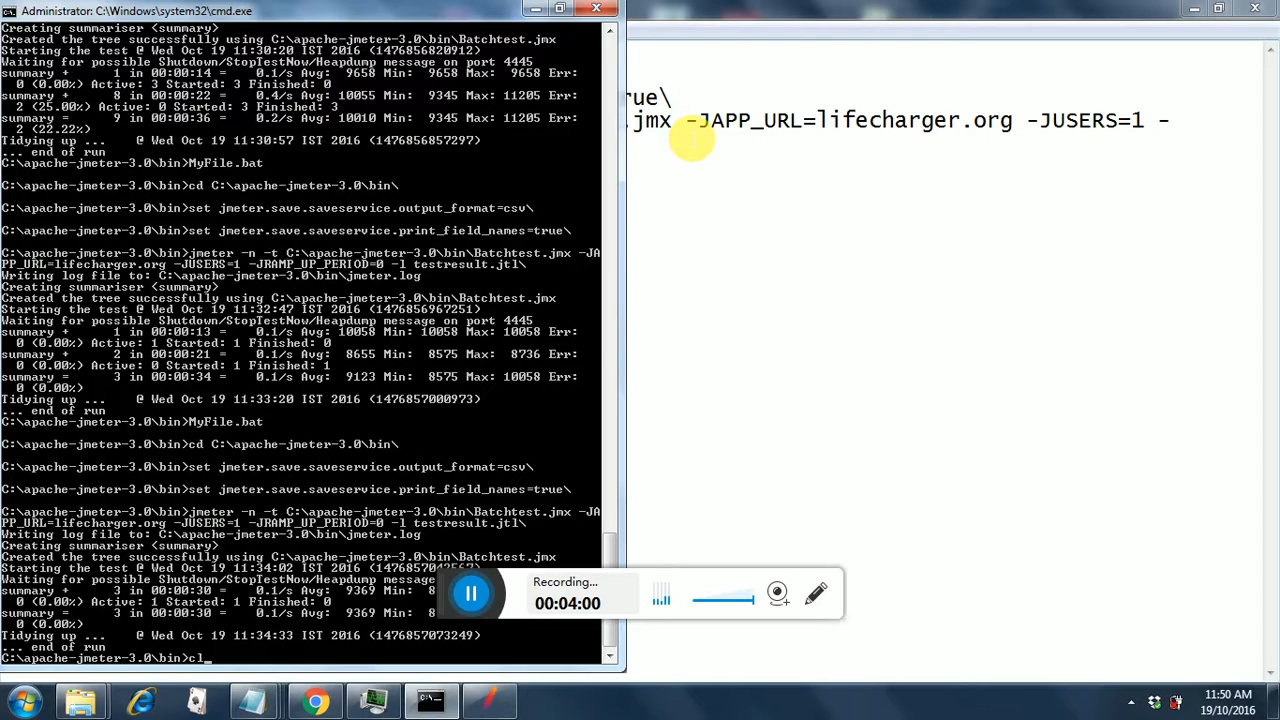 Administrator: C:\Windows\system32\cmd.exe
Creating summariser <summary>
Created the tree successfully using C:\apache-jmeter-3.0\bin\Batchtest.jmx
Starting the test @ Wed Oct 19 11:30:20 IST 2016 (1476856820912)
Waiting for possible Shutdown/StopTestNow/Heapdump message on port 4445
summary +      1 in 00:00:14 =    0.1/s Avg:  9658 Min:  9658 Max:  9658 Err:
  0 (0.00%) Active: 3 Started: 3 Finished: 0
summary +      8 in 00:00:22 =    0.4/s Avg: 10055 Min:  9345 Max: 11205 Err:
  2 (25.00%) Active: 0 Started: 3 Finished: 3
summary =      9 in 00:00:36 =    0.2/s Avg: 10010 Min:  9345 Max: 11205 Err:
  2 (22.22%)
Tidying up ...    @ Wed Oct 19 11:30:57 IST 2016 (1476856857297)
... end of run
C:\apache-jmeter-3.0\bin>MyFile.bat
C:\apache-jmeter-3.0\bin>cd C:\apache-jmeter-3.0\bin\
C:\apache-jmeter-3.0\bin>set jmeter.save.saveservice.output_format=csv\
C:\apache-jmeter-3.0\bin>set jmeter.save.saveservice.print_field_names=true\
C:\apache-jmeter-3.0\bin>jmeter -n -t C:\apache-jmeter-3.0\bin\Batchtest.jmx -JA
PP_URL=lifecharger.org -JUSERS=1 -JRAMP_UP_PERIOD=0 -l testresult.jtl\
Writing log file to: C:\apache-jmeter-3.0\bin\jmeter.log
Creating summariser <summary>
Created the tree successfully using C:\apache-jmeter-3.0\bin\Batchtest.jmx
Starting the test @ Wed Oct 19 11:32:47 IST 2016 (1476856967251)
Waiting for possible Shutdown/StopTestNow/Heapdump message on port 4445
summary +      1 in 00:00:13 =    0.1/s Avg: 10058 Min: 10058 Max: 10058 Err:
  0 (0.00%) Active: 1 Started: 1 Finished: 0
summary +      2 in 00:00:21 =    0.1/s Avg:  8655 Min:  8575 Max:  8736 Err:
  0 (0.00%) Active: 0 Started: 1 Finished: 1
summary =      3 in 00:00:34 =    0.1/s Avg:  9123 Min:  8575 Max: 10058 Err:
  0 (0.00%)
Tidying up ...    @ Wed Oct 19 11:33:20 IST 2016 (1476857000973)
... end of run
C:\apache-jmeter-3.0\bin>MyFile.bat
C:\apache-jmeter-3.0\bin>cd C:\apache-jmeter-3.0\bin\
C:\apache-jmeter-3.0\bin>set jmeter.save.saveservice.output_format=csv\
C:\apache-jmeter-3.0\bin>set jmeter.save.saveservice.print_field_names=true\
C:\apache-jmeter-3.0\bin>jmeter -n -t C:\apache-jmeter-3.0\bin\Batchtest.jmx -JA
PP_URL=lifecharger.org -JUSERS=1 -JRAMP_UP_PERIOD=0 -l testresult.jtl\
Writing log file to: C:\apache-jmeter-3.0\bin\jmeter.log
Creating summariser <summary>
Created the tree successfully using C:\apache-jmeter-3.0\bin\Batchtest.jmx
Starting the test @ Wed Oct 19 11:34:02 IST 2016
Waiting for possible Shutdown/StopTestNow/Heapdump message
summary +      3 in 00:00:30 =    0.1/s Avg:  9369
  0 (0.00%) Active: 1 Started: 1 Finished: 0
summary =      3 in 00:00:30 =    0.1/s Avg:  9369
  0 (0.00%)
Tidying up ...    @ Wed Oct 19 11:34:33 IST 2016 (1476857073249)
... end of run
C:\apache-jmeter-3.0\bin>cl_
rue\
.jmx -JAPP_URL=lifecharger.org -JUSERS=1 -
Recording...
00:04:00
11:50 AM
19/10/2016